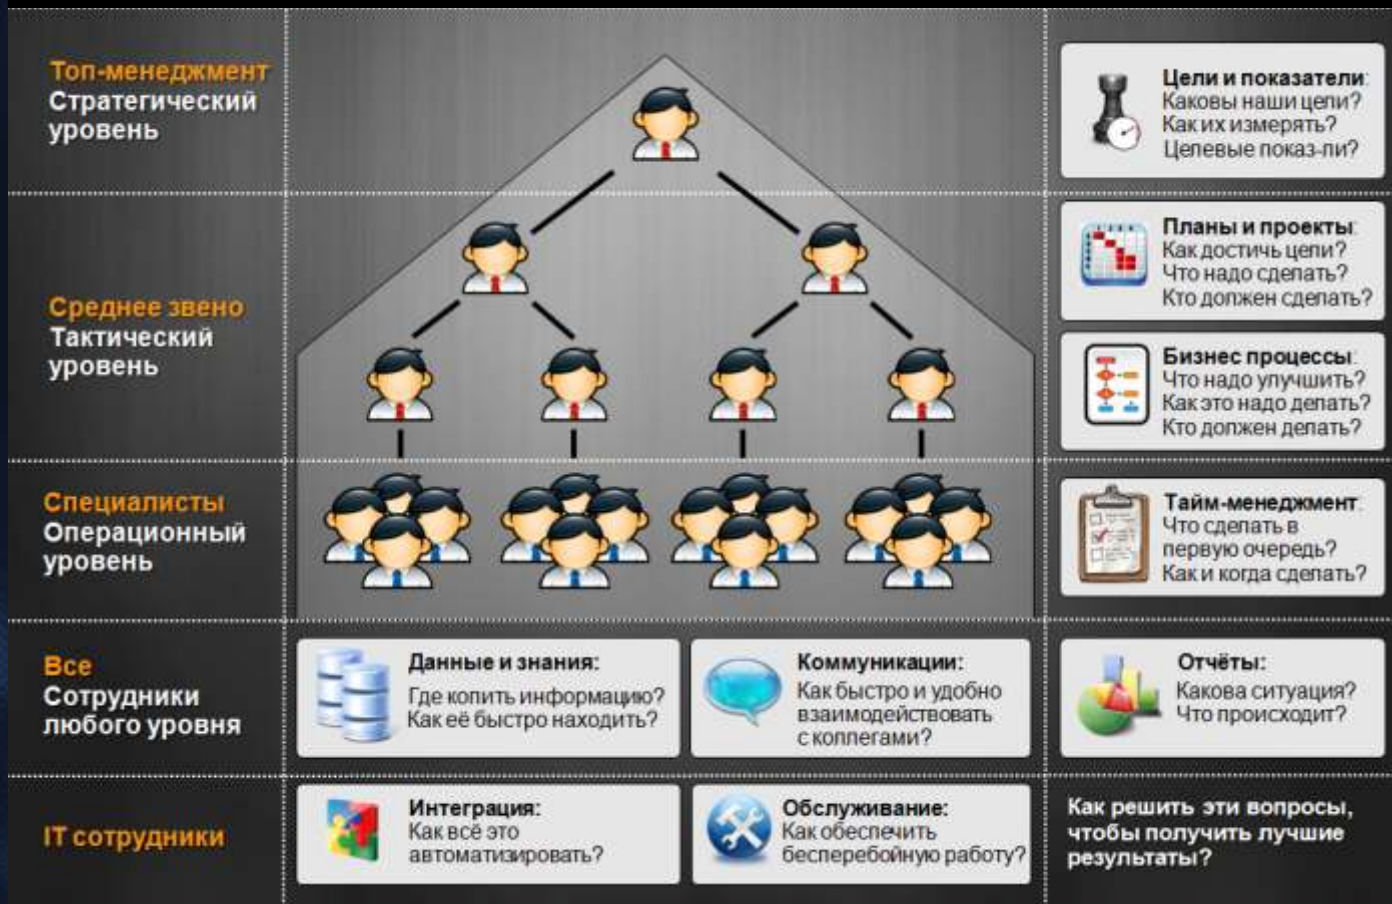 Топ-менеджмент
Стратегический
уровень
Цели и показатели:
Каковы наши цели?
Как их измерять?
Целевые показ-ли?
Среднее звено
Тактический
уровень
Планы и проекты:
Как достичь цели?
Что надо сделать?
Кто должен сделать?
Бизнес процессы:
Что надо улучшить?
Как это надо делать?
Кто должен делать?
Специалисты
Операционный
уровень
Тайм-менеджмент:
Что сделать в
первую очередь?
Как и когда сделать?
Все
Сотрудники
любого уровня
Данные и знания:
Где копить информацию?
Как её быстро находить?
Коммуникации:
Как быстро и удобно
взаимодействовать
с коллегами?
Отчёты:
Какова ситуация?
Что происходит?
IT сотрудники
Интеграция:
Как всё это
автоматизировать?
Обслуживание:
Как обеспечить
бесперебойную работу?
Как решить эти вопросы,
чтобы получить лучшие
результаты?